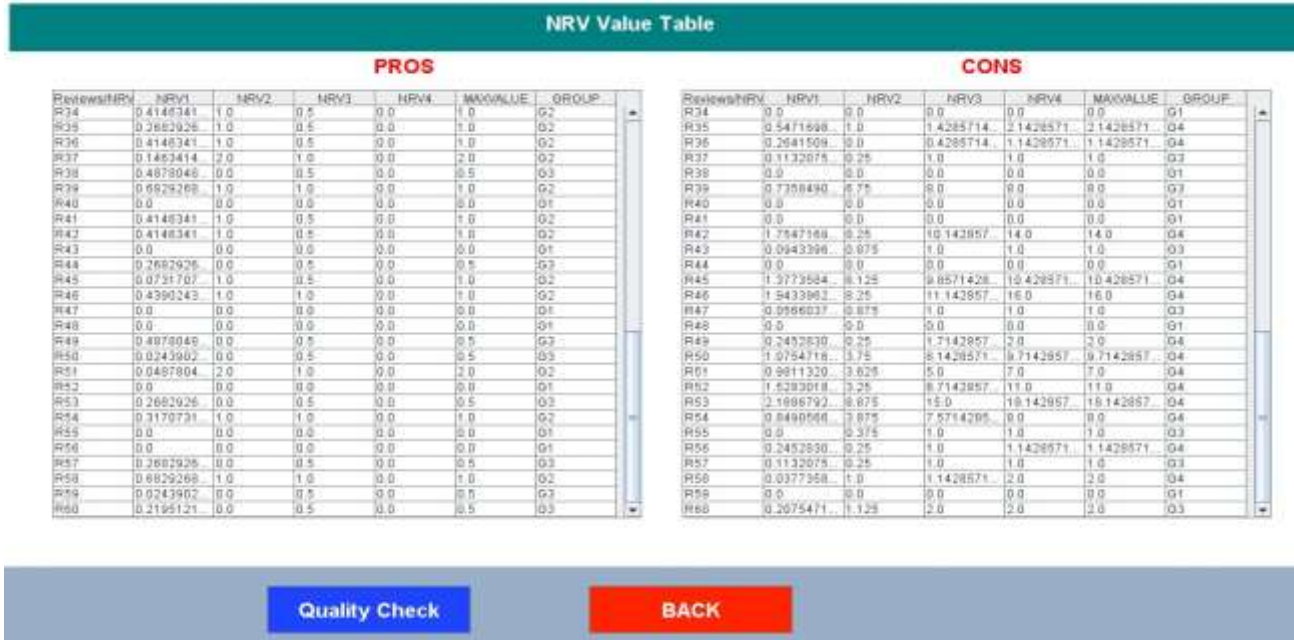 NRV Value Table
PROS
Reviews/NRV NRV1 NRV2 NRV3 NRV4 MAXVALUE GROUP
R34 0.4146341... 1.0 0.5 0.0 1.0 G2
R35 0.2682926... 1.0 0.5 0.0 1.0 G2
R36 0.4146341... 1.0 0.5 0.0 1.0 G2
R37 0.1463414... 2.0 1.0 0.0 2.0 G2
R38 0.4878048... 0.0 0.5 0.0 0.5 G3
R39 0.6829268... 1.0 1.0 0.0 1.0 G2
R40 0.0 0.0 0.0 0.0 0.0 G1
R41 0.4146341... 1.0 0.5 0.0 1.0 G2
R42 0.4146341... 1.0 0.5 0.0 1.0 G2
R43 0.0 0.0 0.0 0.0 0.0 G1
R44 0.2682926... 0.0 0.5 0.0 0.5 G3
R45 0.0731707... 1.0 0.5 0.0 1.0 G2
R46 0.4390243... 1.0 1.0 0.0 1.0 G2
R47 0.0 0.0 0.0 0.0 0.0 G1
R48 0.0 0.0 0.0 0.0 0.0 G1
R49 0.4878048... 0.0 0.5 0.0 0.5 G3
R50 0.0243902... 0.0 0.5 0.0 0.5 G3
R51 0.0487804... 2.0 1.0 0.0 2.0 G2
R52 0.0 0.0 0.0 0.0 0.0 G1
R53 0.2682926... 0.0 0.5 0.0 0.5 G3
R54 0.3170731... 1.0 1.0 0.0 1.0 G2
R55 0.0 0.0 0.0 0.0 0.0 G1
R56 0.0 0.0 0.0 0.0 0.0 G1
R57 0.2682926... 0.0 0.5 0.0 0.5 G3
R58 0.6829268... 1.0 1.0 0.0 1.0 G2
R59 0.0243902... 0.0 0.5 0.0 0.5 G3
R60 0.2195121... 0.0 0.5 0.0 0.5 G3
CONS
Reviews/NRV NRV1 NRV2 NRV3 NRV4 MAXVALUE GROUP
R34 0.0 0.0 0.0 0.0 0.0 G1
R35 0.5471698... 1.0 1.4285714... 2.1428571... 2.1428571... G4
R36 0.2641509... 0.0 0.4285714... 1.1428571... 1.1428571... G4
R37 0.1132075... 0.25 1.0 1.0 1.0 G3
R38 0.0 0.0 0.0 0.0 0.0 G1
R39 0.7358490... 6.75 8.0 8.0 8.0 G3
R40 0.0 0.0 0.0 0.0 0.0 G1
R41 0.0 0.0 0.0 0.0 0.0 G1
R42 1.7547169... 10.142857... 14.0 14.0 G4
R43 0.0943396... 0.875 1.0 1.0 1.0 G3
R44 0.0 0.0 0.0 0.0 0.0 G1
R45 1.3773584... 8.125 9.8571428... 10.428571... 10.428571... G4
R46 1.9433962... 8.25 11.142857... 16.0 16.0 G4
R47 0.0566037... 0.875 1.0 1.0 1.0 G3
R48 0.0 0.0 0.0 0.0 0.0 G1
R49 0.2452830... 0.25 1.7142857... 2.0 2.0 G4
R50 1.0754716... 3.75 8.1428571... 9.7142857... 9.7142857... G4
R51 0.9811320... 3.625 5.0 7.0 7.0 G4
R52 1.5283018... 3.25 8.7142857... 11.0 11.0 G4
R53 2.1886792... 8.875 15.0 18.142857... 18.142857... G4
R54 0.8490566... 3.875 7.5714285... G4
R55 0.0 0.375 1.0 1.0 1.0 G3
R56 0.2452830... 0.25 1.0 1.1428571... 1.1428571... G4
R57 0.1132075... 0.25 1.0 1.0 1.0 G3
R58 0.0377358... 1.0 1.1428571... 2.0 2.0 G4
R59 0.0 0.0 0.0 0.0 0.0 G1
R60 0.2075471... 1.125 2.0 2.0 2.0 G3
Quality Check
BACK